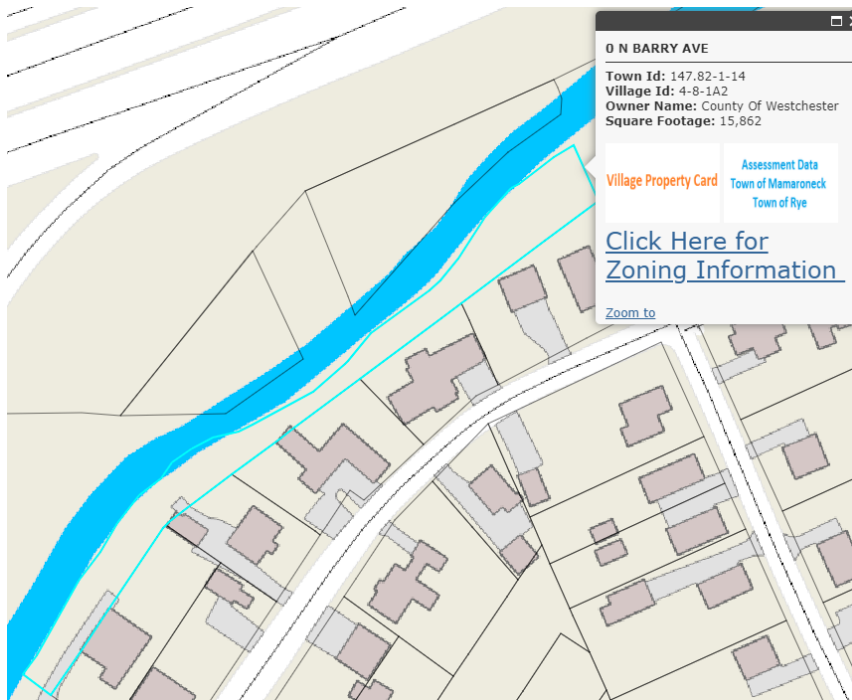 0 N BARRY AVE
Town Id: 147.82-1-14
Village Id: 4-8-1A2
Owner Name: County Of Westchester
Square Footage: 15,862
Village Property Card
Assessment Data
Town of Mamaroneck
Town of Rye
Click Here for
Zoning Information
Zoom to